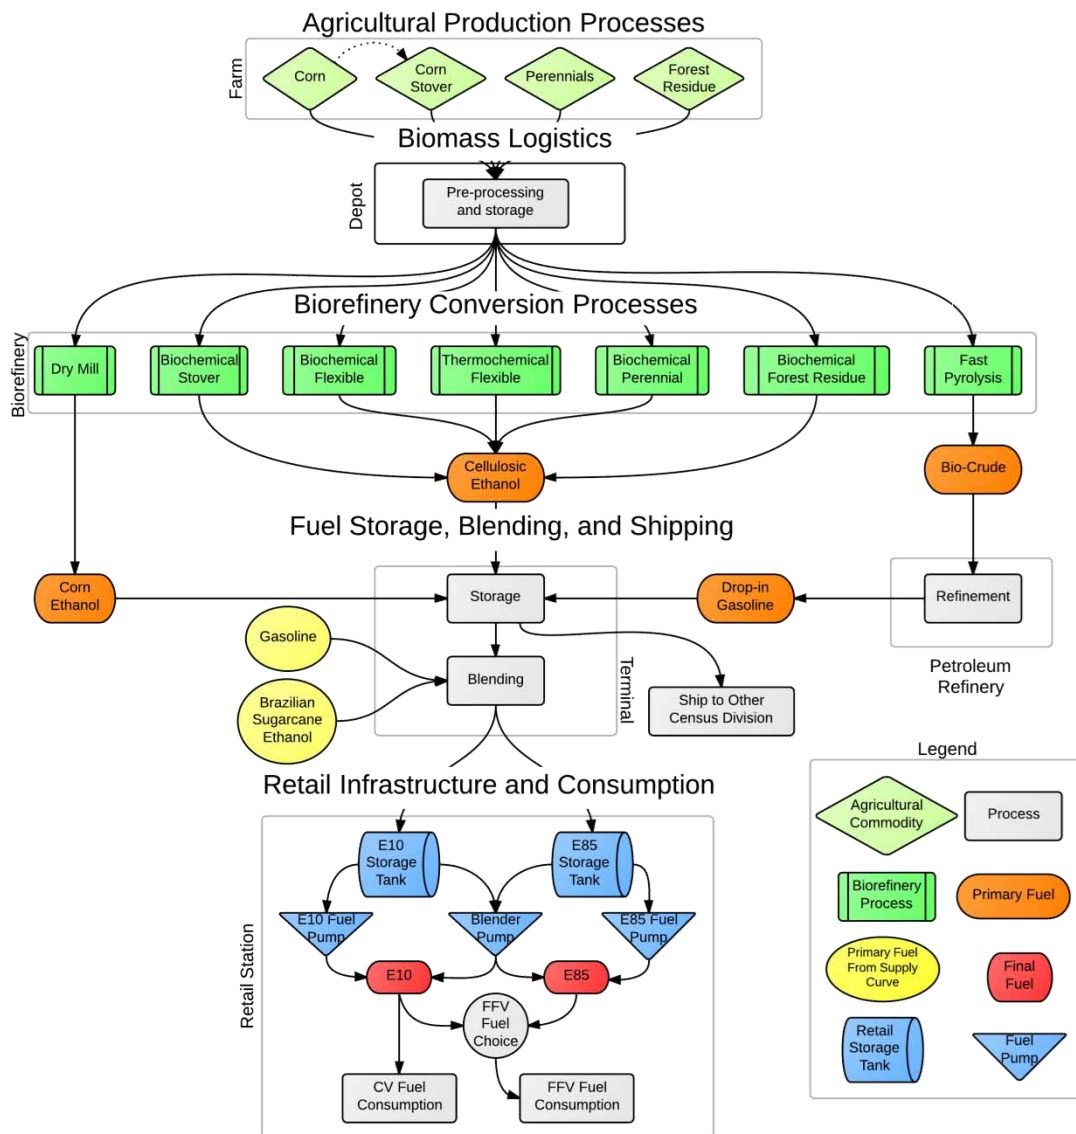 Agricultural Production Processes
Farm
Corn
Corn
Stover
Perennials
Forest
Residue
Biomass Logistics
Depot
Pre-processing
and storage
Biorefinery Conversion Processes
Biorefinery
Dry Mill
Biochemical
Stover
Biochemical
Flexible
Thermochemical
Flexible
Biochemical
Perennial
Biochemical
Forest Residue
Fast
Pyrolysis
Cellulosic
Ethanol
Bio-Crude
Fuel Storage, Blending, and Shipping
Corn
Ethanol
Storage
Drop-in
Gasoline
Refinement
Gasoline
Blending
Terminal
Petroleum
Refinery
Brazilian
Sugarcane
Ethanol
Ship to Other
Census Division
Retail Infrastructure and Consumption
Retail Station
E10
Storage
Tank
E85
Storage
Tank
E10 Fuel
Pump
Blender
Pump
E85 Fuel
Pump
E10
E85
FFV
Fuel
Choice
CV Fuel
Consumption
FFV Fuel
Consumption
Legend
Agricultural
Commodity
Process
Biorefinery
Process
Primary Fuel
Primary Fuel
From Supply
Curve
Final
Fuel
Retail
Storage
Tank
Fuel
Pump